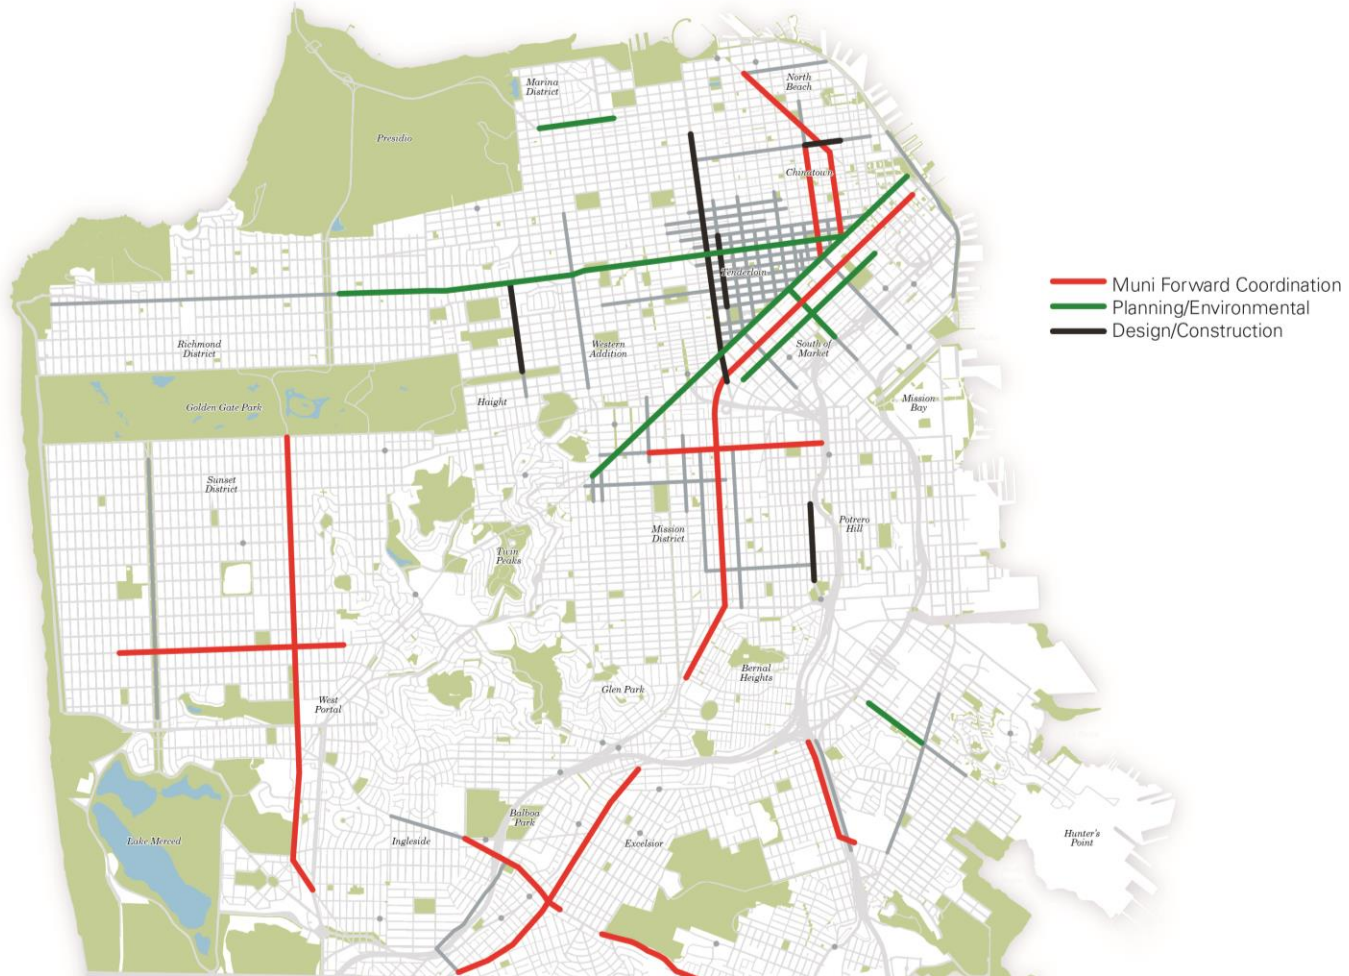 Marina
District
North
Beach
Presidio
Chinatown
Tenderloin
Muni Forward Coordination
Planning/Environmental
Design/Construction
Richmond
District
Western
Addition
South of
Market
Golden Gate Park
Haight
Mission
Bay
Sunset
District
Mission
District
Potrero
Hill
Twin
Peaks
Bernal
Heights
Glen Park
West
Portal
Lake Merced
Ingleside
Balboa
Park
Excelsior
Hunter's
Point